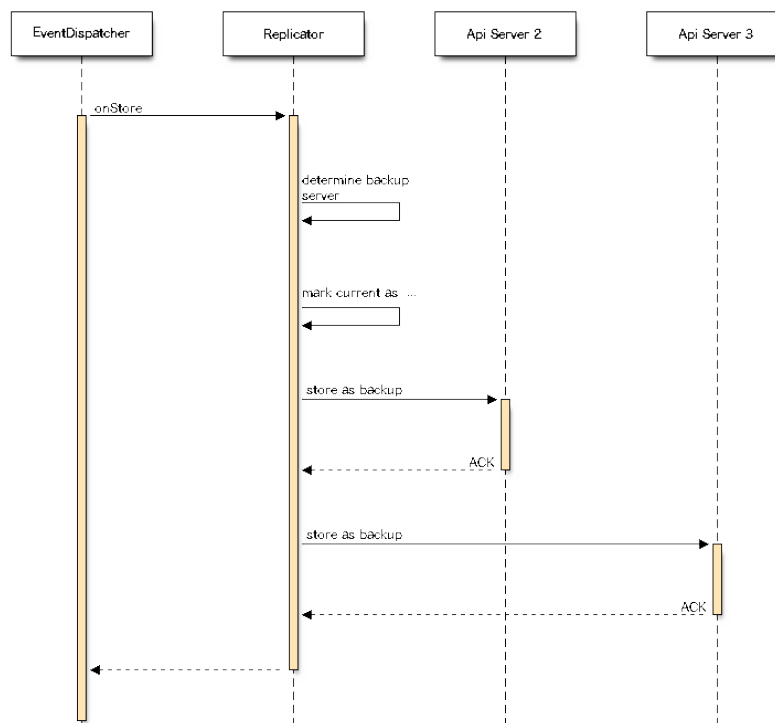 EventDispatcher
Replicator
Api Server 2
Api Server 3
onStore
determine backup
server
mark current as ...
store as backup
ACK
store as backup
ACK